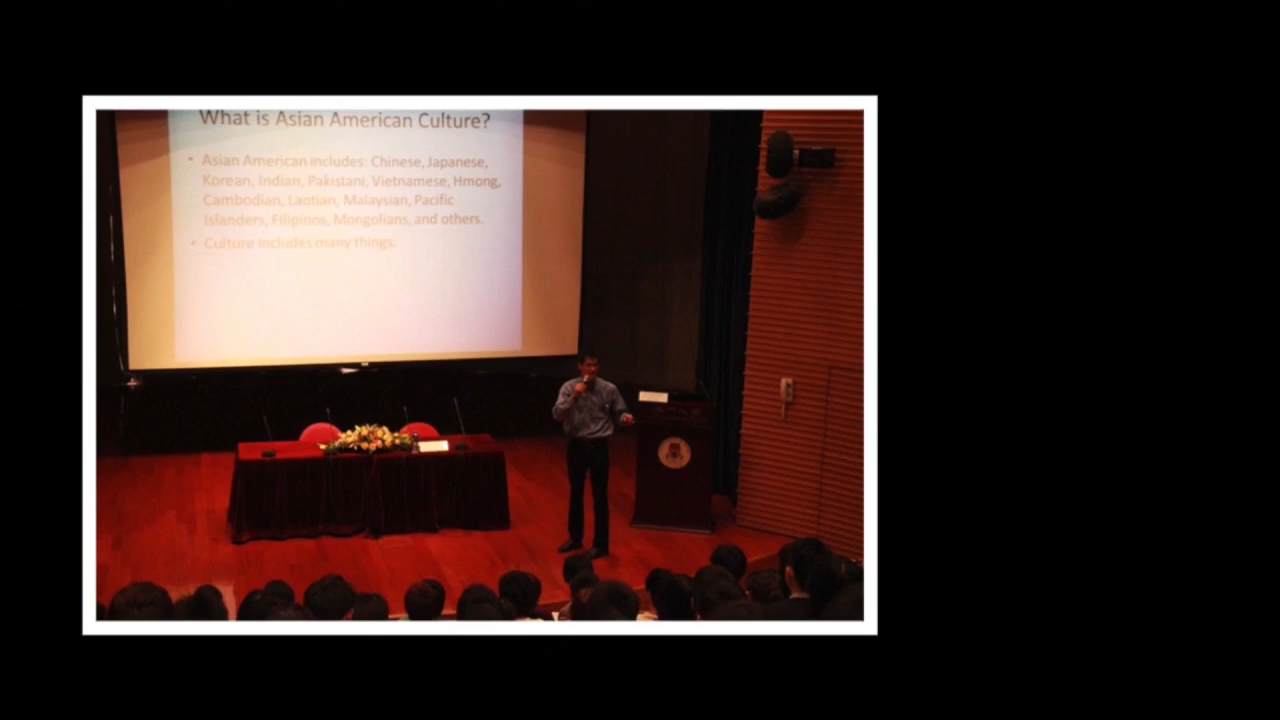 What is Asian American Culture?
• Asian American includes: Chinese, Japanese,
Korean, Indian, Pakistani, Vietnamese, Hmong,
Cambodian, Laotian, Malaysian, Pacific
Islanders, Filipinos, Mongolians, and others.
• Culture includes many things.